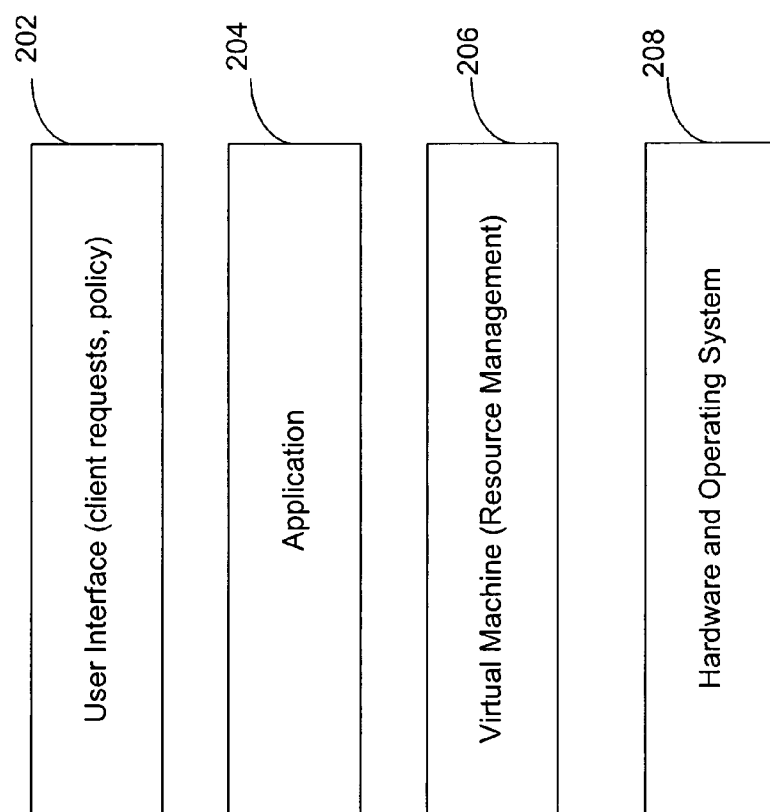 202
User Interface (client requests, policy)
204
Application
206
Virtual Machine (Resource Management)
208
Hardware and Operating System